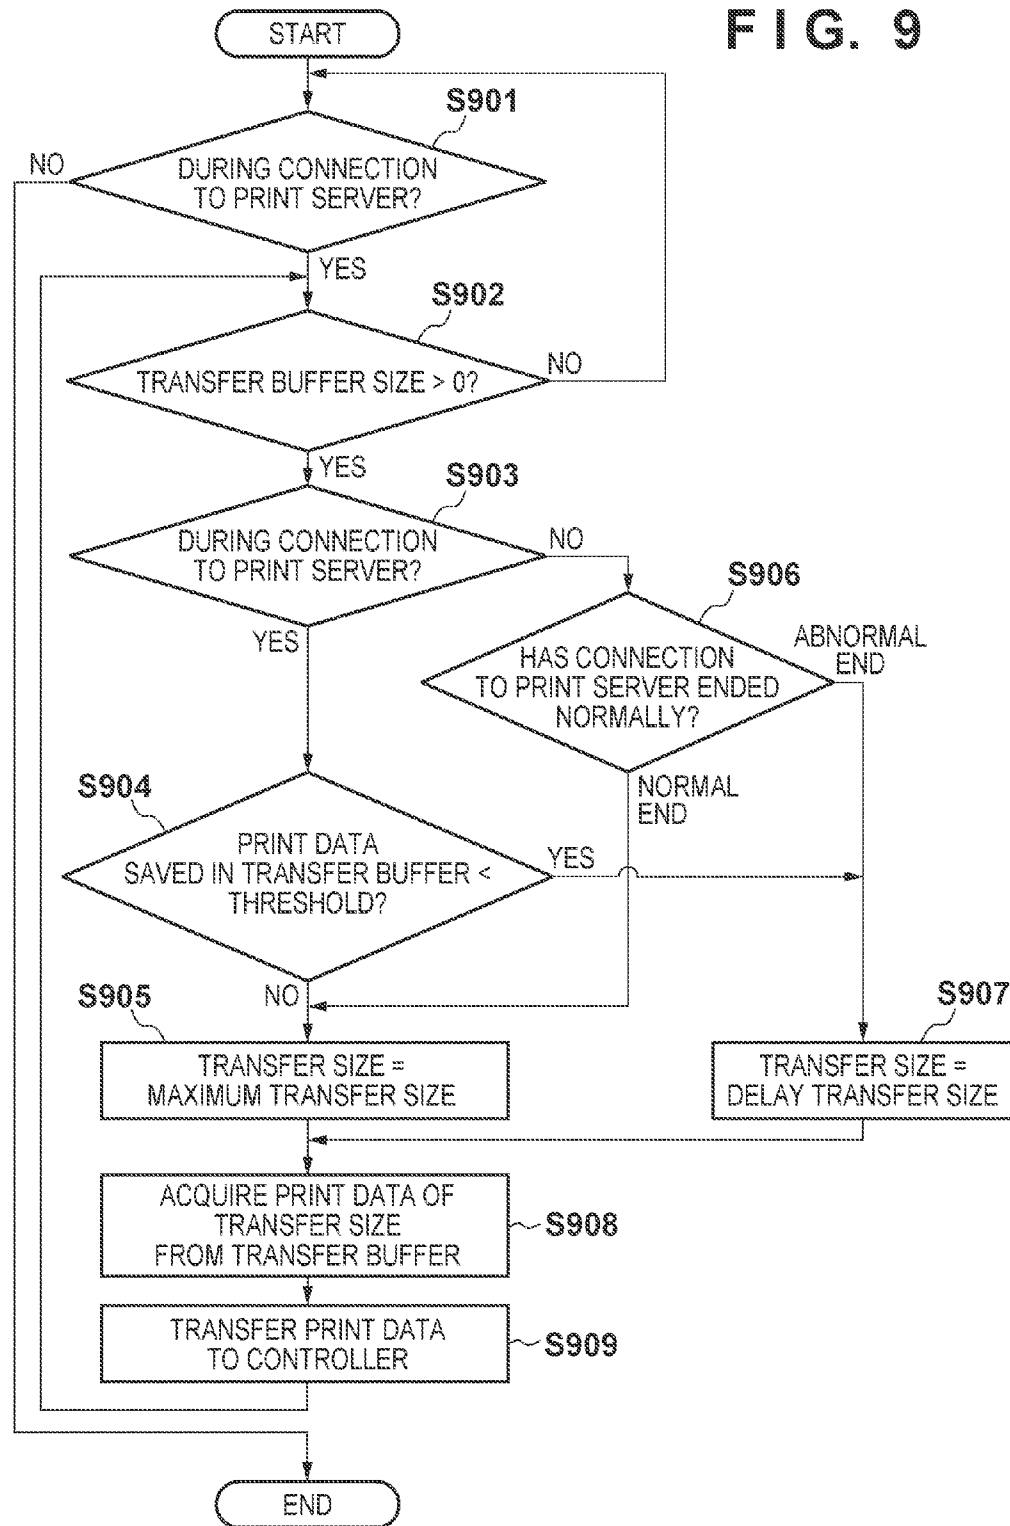 FIG. 9
START
S901
NO
DURING CONNECTION
TO PRINT SERVER?
YES
S902
NO
TRANSFER BUFFER SIZE > 0?
YES
S903
DURING CONNECTION
TO PRINT SERVER?
NO
YES
S906
HAS CONNECTION
TO PRINT SERVER ENDED
NORMALLY?
ABNORMAL
END
NORMAL
END
S904
PRINT DATA
SAVED IN TRANSFER BUFFER <
THRESHOLD?
YES
NO
S905
TRANSFER SIZE =
MAXIMUM TRANSFER SIZE
S907
TRANSFER SIZE =
DELAY TRANSFER SIZE
ACQUIRE PRINT DATA OF
TRANSFER SIZE
FROM TRANSFER BUFFER
S908
TRANSFER PRINT DATA
TO CONTROLLER
S909
END